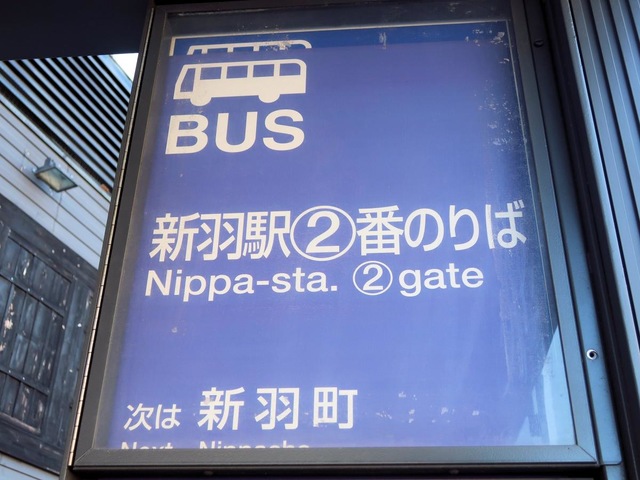 BUS
新羽駅②番のりば
Nippa-sta. ②gate
次は 新羽町